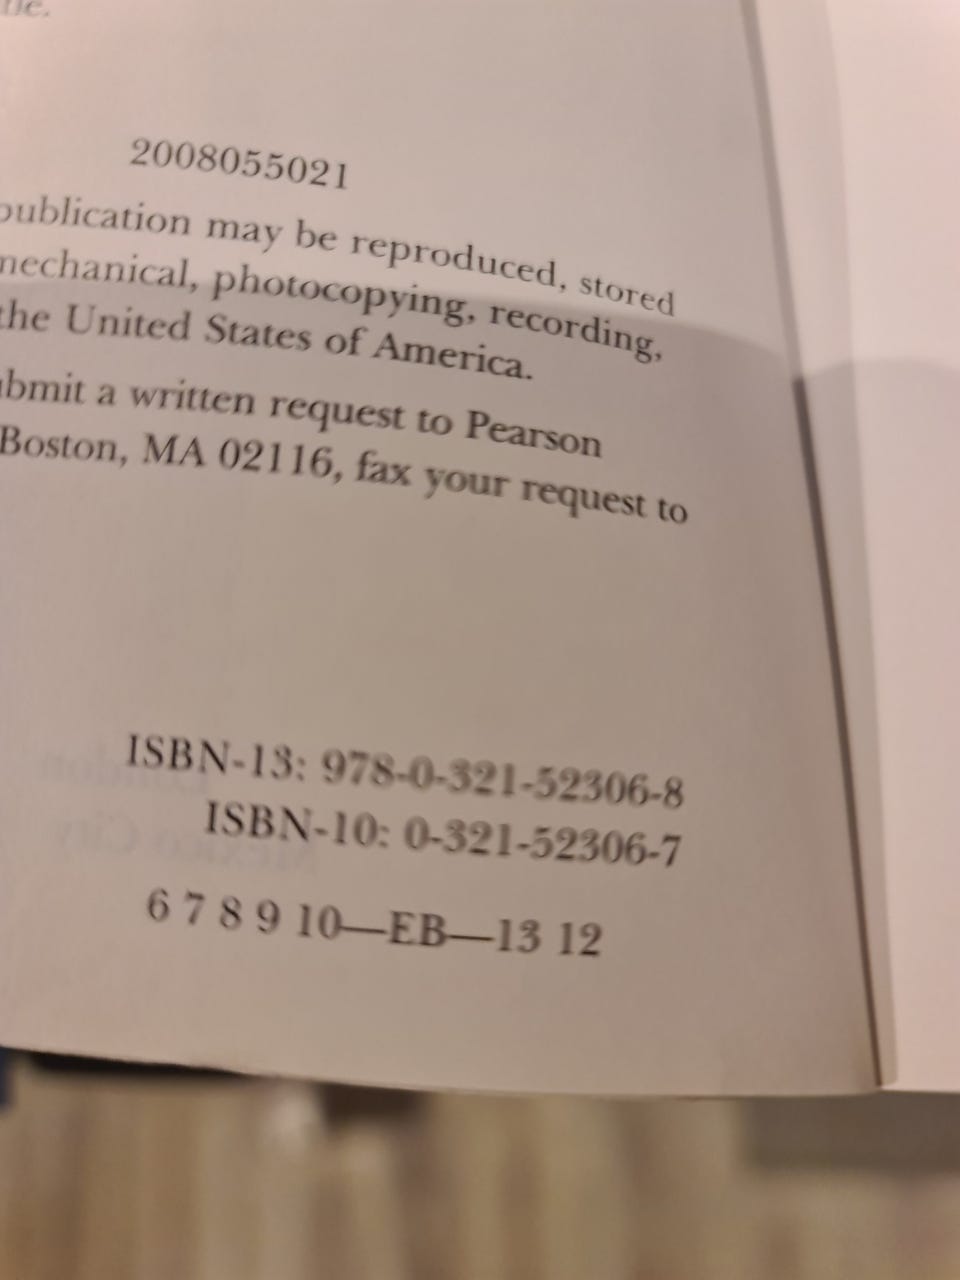 2008055021
publication may be reproduced, stored
mechanical, photocopying, recording,
the United States of America.
ubmit a written request to Pearson
Boston, MA 02116, fax your request to
ISBN-13: 978-0-321-52306-8
ISBN-10: 0-321-52306-7
6 7 8 9 10—EB—13 12